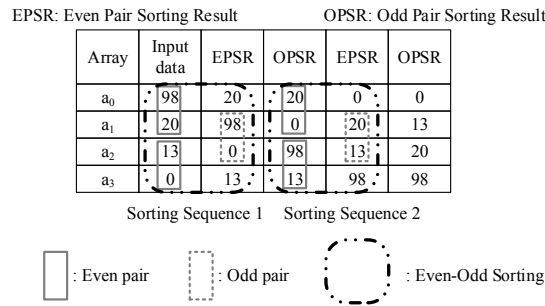 EPSR: Even Pair Sorting Result OPSR: Odd Pair Sorting Result
Array Input data EPSR OPSR EPSR OPSR
a₀ 98 20 20 0 0
a₁ 20 98 0 20 13
a₂ 13 0 98 13 20
a₃ 0 13 13 98 98
Sorting Sequence 1 Sorting Sequence 2
: Even pair : Odd pair : Even-Odd Sorting